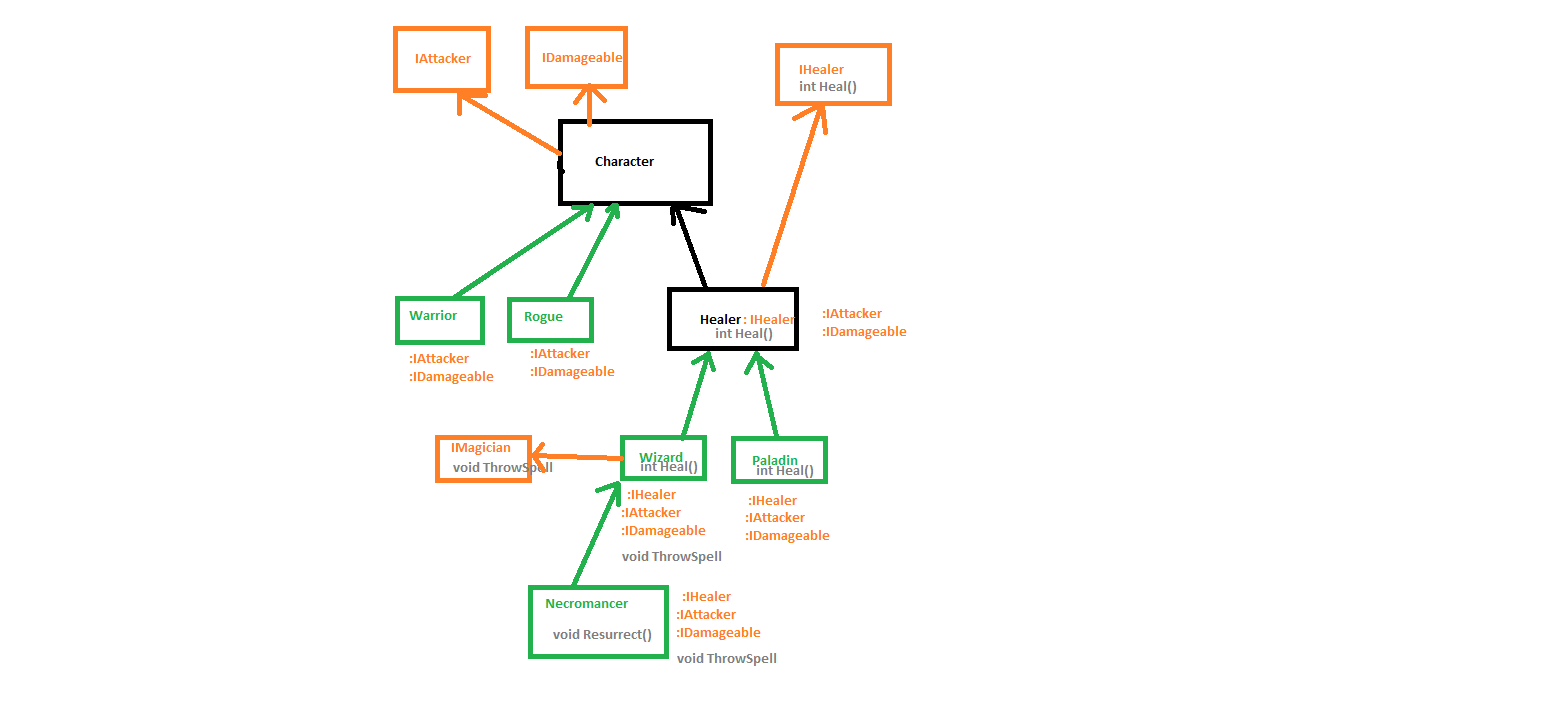 IAttacker
IDamageable
IHealer
int Heal()
Character
Warrior
:IAttacker
:IDamageable
Rogue
:IAttacker
:IDamageable
Healer : IHealer
int Heal()
:IAttacker
:IDamageable
IMagician
void ThrowSpell
Wizard
int Heal()
:IHealer
:IAttacker
:IDamageable
void ThrowSpell
Paladin
int Heal()
:IHealer
:IAttacker
:IDamageable
Necromancer
void Resurrect()
:IHealer
:IAttacker
:IDamageable
void ThrowSpell